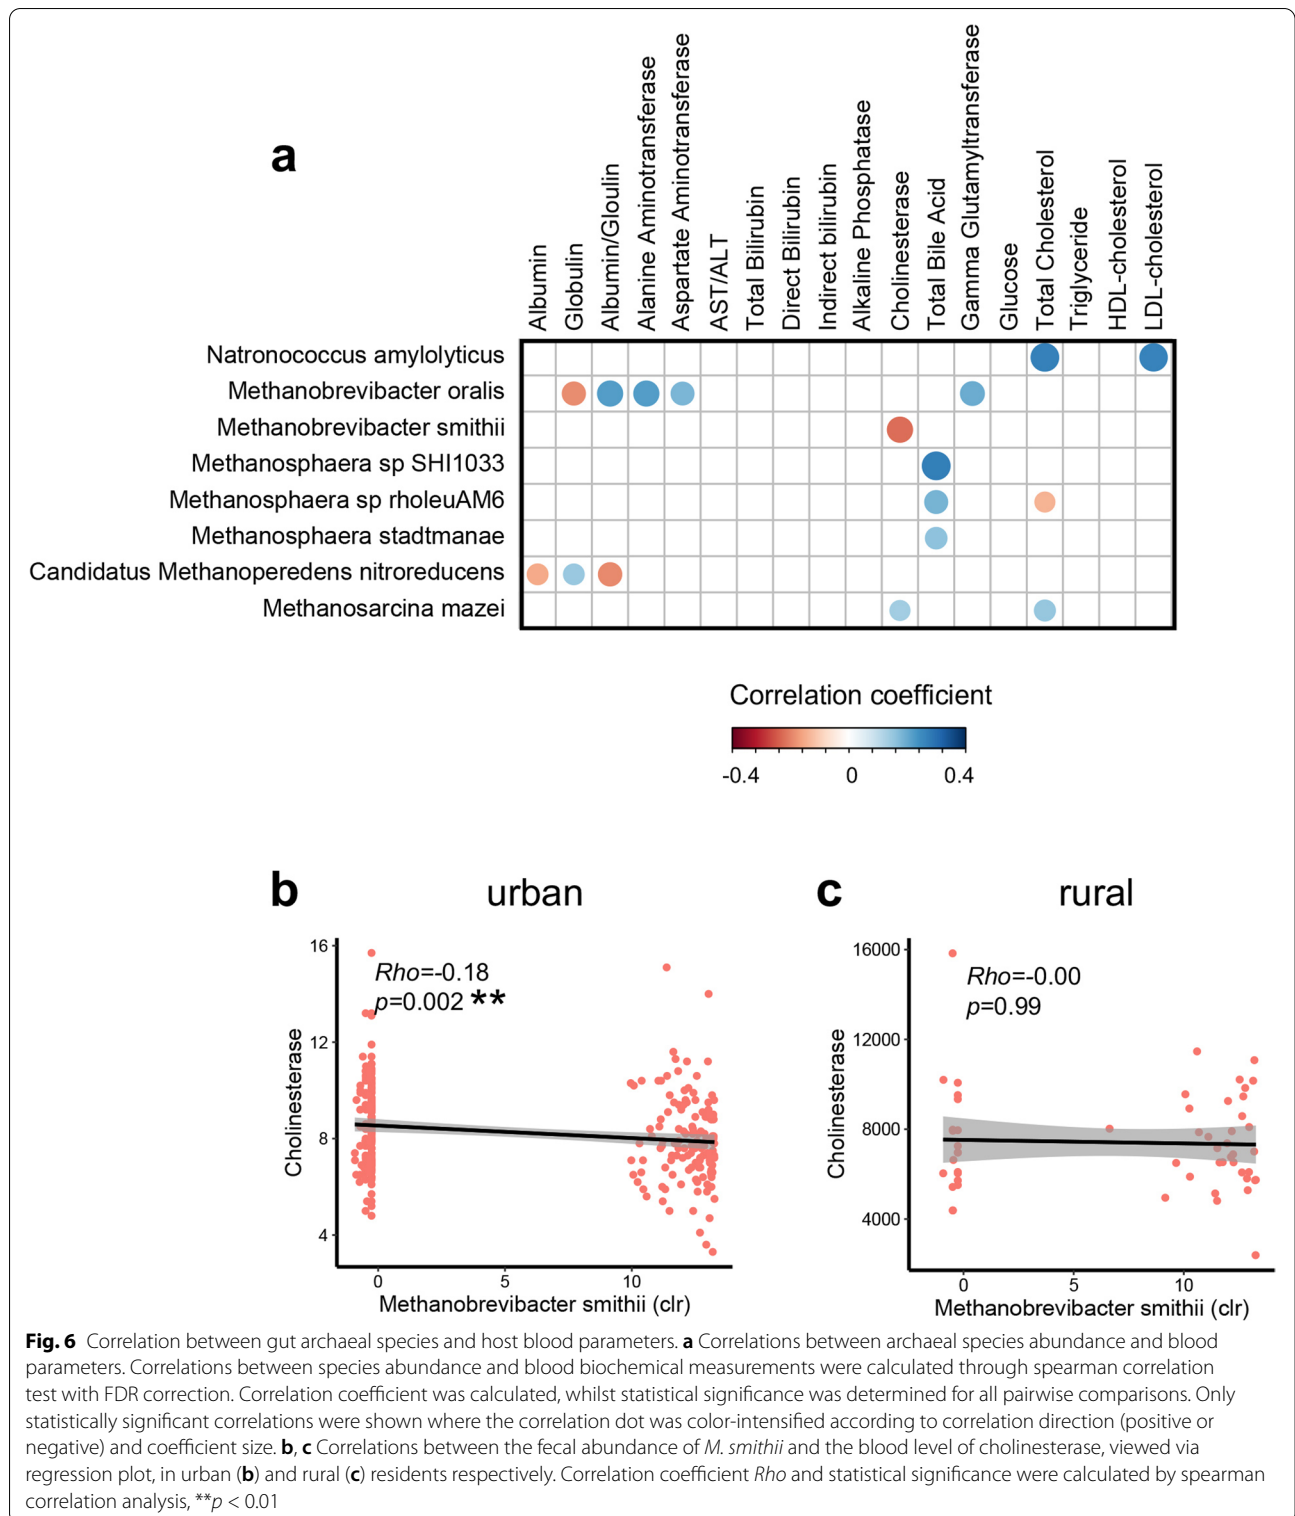 a
Albumin
Globulin
Albumin/Gloulin
Alanine Aminotransferase
Aspartate Aminotransferase
AST/ALT
Total Bilirubin
Direct Bilirubin
Indirect bilirubin
Alkaline Phosphatase
Cholinesterase
Total Bile Acid
Gamma Glutamyltransferase
Glucose
Total Cholesterol
Triglyceride
HDL-cholesterol
LDL-cholesterol
Natronococcus amylolyticus
Methanobrevibacter oralis
Methanobrevibacter smithii
Methanosphaera sp SHI1033
Methanosphaera sp rholeuAM6
Methanosphaera stadtmanae
Candidatus Methanoperedens nitroreducens
Methanosarcina mazei
Correlation coefficient
-0.4 0 0.4
b urban
Rho=-0.18
p=0.002 **
Cholinesterase
16
12
8
4
0 5 10
Methanobrevibacter smithii (clr)
c rural
Rho=-0.00
p=0.99
Cholinesterase
16000
12000
8000
4000
0 5 10
Methanobrevibacter smithii (clr)
Fig. 6 Correlation between gut archaeal species and host blood parameters. a Correlations between archaeal species abundance and blood
parameters. Correlations between species abundance and blood biochemical measurements were calculated through spearman correlation
test with FDR correction. Correlation coefficient was calculated, whilst statistical significance was determined for all pairwise comparisons. Only
statistically significant correlations were shown where the correlation dot was color-intensified according to correlation direction (positive or
negative) and coefficient size. b, c Correlations between the fecal abundance of M. smithii and the blood level of cholinesterase, viewed via
regression plot, in urban (b) and rural (c) residents respectively. Correlation coefficient Rho and statistical significance were calculated by spearman
correlation analysis, **p < 0.01